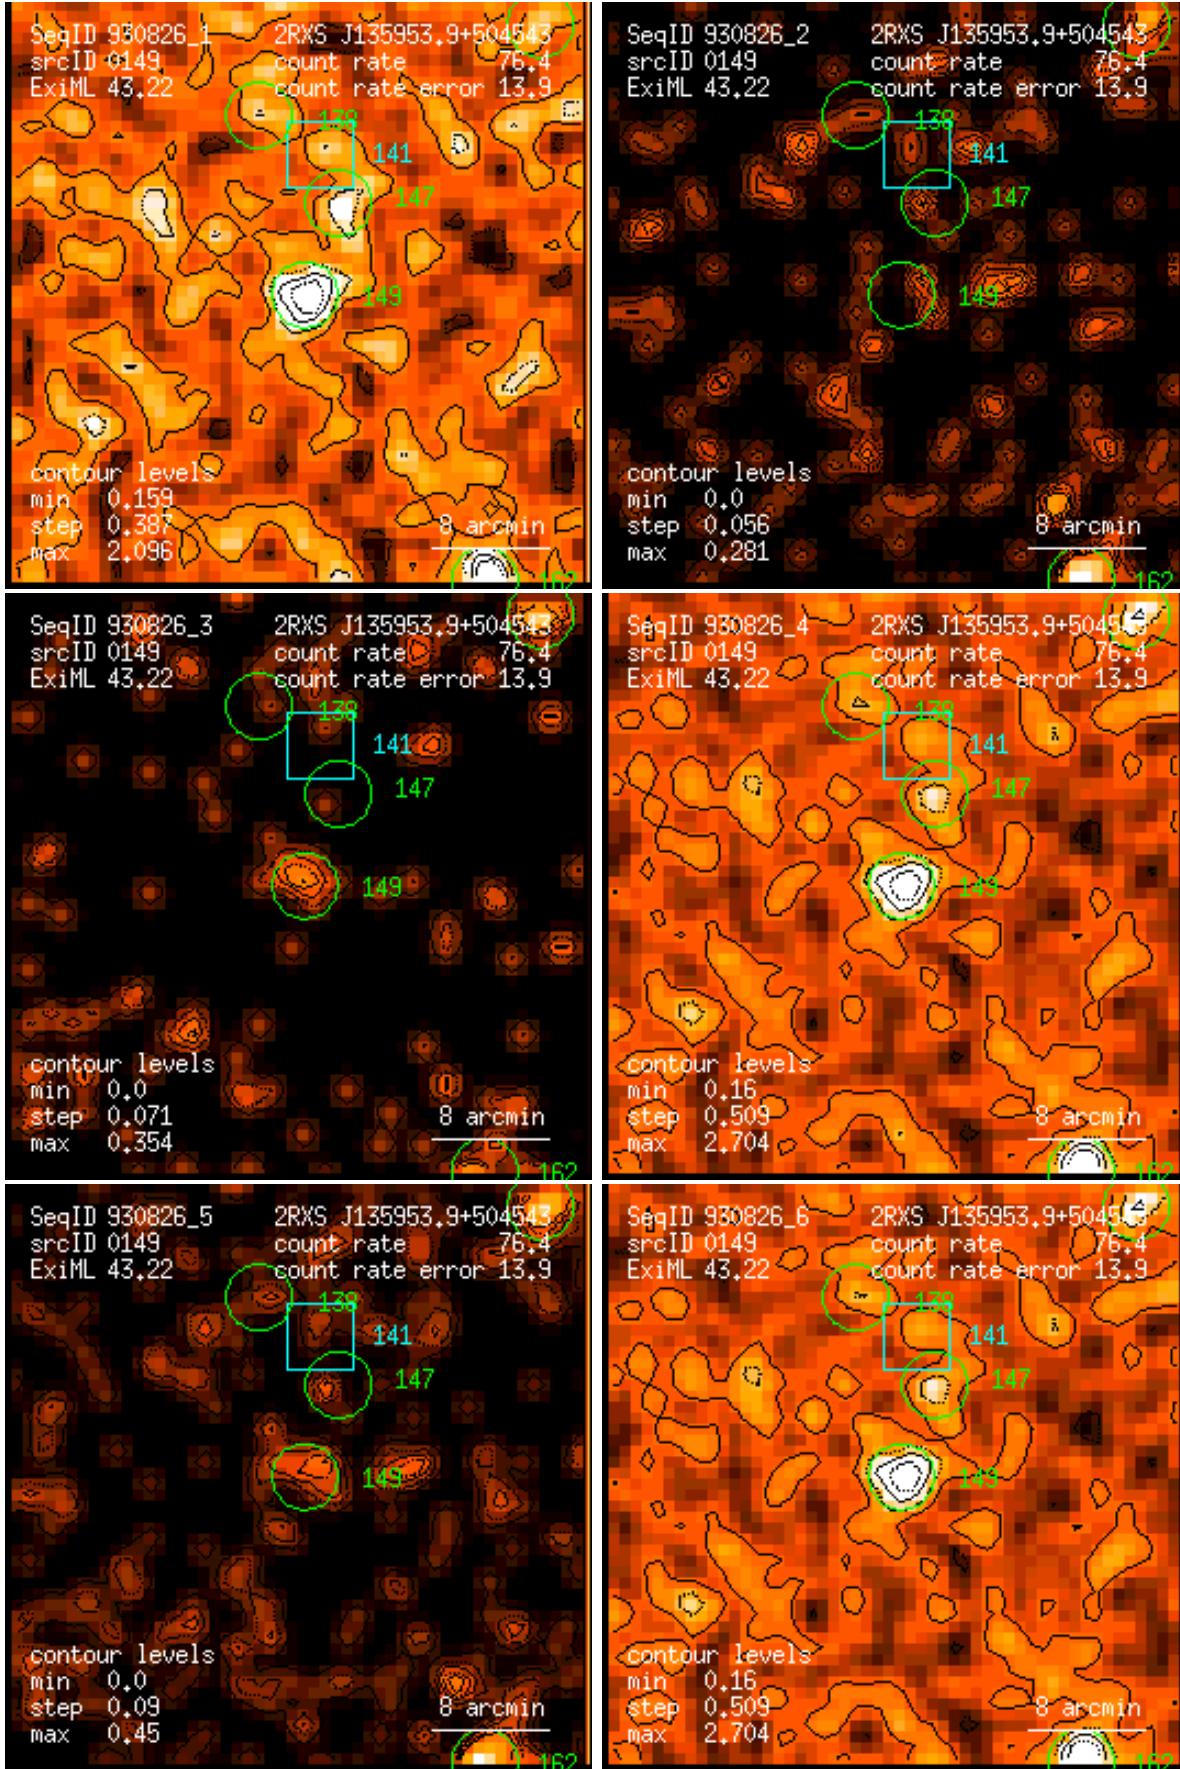 SeqID 930826_1 2RXS J135953.9+504543
srcID 0149 count rate 76.4
ExiML 43.22 count rate error 13.9
138
141
147
149
contour levels
min 0.159
step 0.387
max 2.096
8 arcmin
162
SeqID 930826_2 2RXS J135953.9+504543
srcID 0149 count rate 76.4
ExiML 43.22 count rate error 13.9
138
141
147
149
contour levels
min 0.0
step 0.056
max 0.281
8 arcmin
162
SeqID 930826_3 2RXS J135953.9+504543
srcID 0149 count rate 76.4
ExiML 43.22 count rate error 13.9
138
141
147
149
contour levels
min 0.0
step 0.071
max 0.354
8 arcmin
162
SeqID 930826_4 2RXS J135953.9+504543
srcID 0149 count rate 76.4
ExiML 43.22 count rate error 13.9
138
141
147
149
contour levels
min 0.16
step 0.509
max 2.704
8 arcmin
162
SeqID 930826_5 2RXS J135953.9+504543
srcID 0149 count rate 76.4
ExiML 43.22 count rate error 13.9
138
141
147
149
contour levels
min 0.0
step 0.09
max 0.45
8 arcmin
162
SeqID 930826_6 2RXS J135953.9+504543
srcID 0149 count rate 76.4
ExiML 43.22 count rate error 13.9
138
141
147
149
contour levels
min 0.16
step 0.509
max 2.704
8 arcmin
162